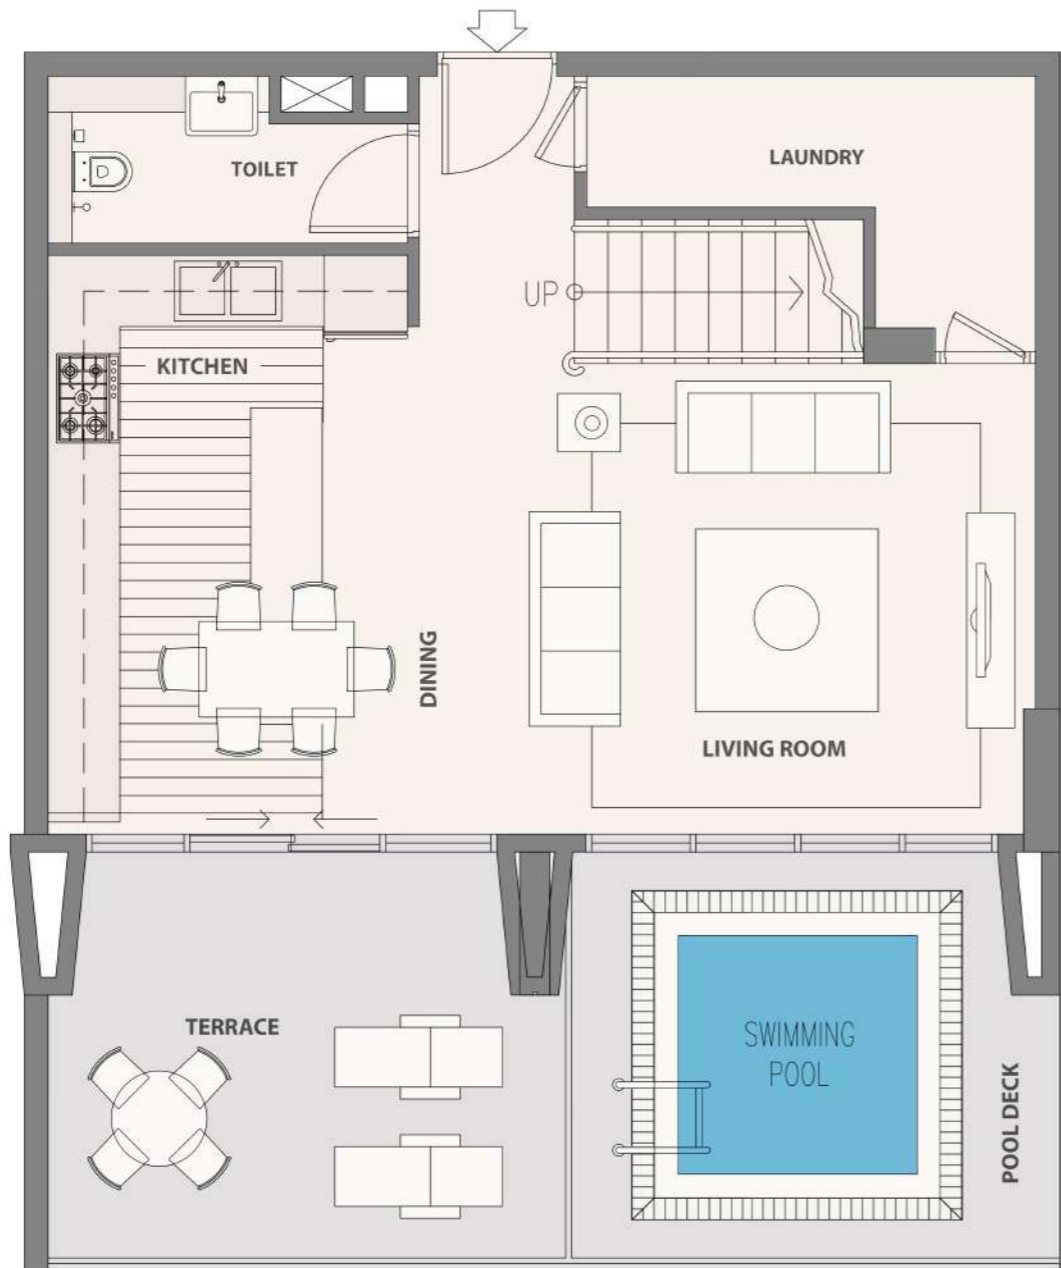 TOILET
LAUNDRY
UP
KITCHEN
DINING
LIVING ROOM
TERRACE
SWIMMING
POOL
POOL DECK